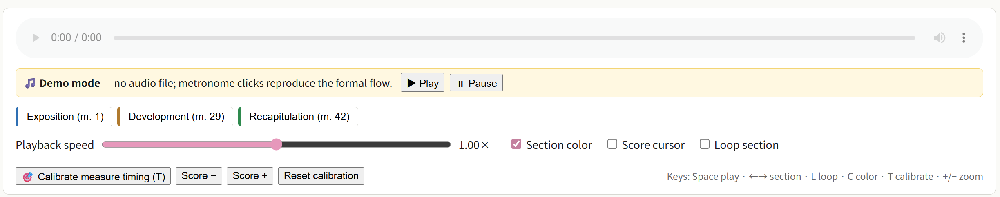 0:00 / 0:00
🎵 Demo mode — no audio file; metronome clicks reproduce the formal flow. ▶ Play ⏸ Pause
Exposition (m. 1) Development (m. 29) Recapitulation (m. 42)
Playback speed 1.00× Section color Score cursor Loop section
🎯 Calibrate measure timing (T) Score − Score + Reset calibration Keys: Space play · ←→ section · L loop · C color · T calibrate · +/− zoom